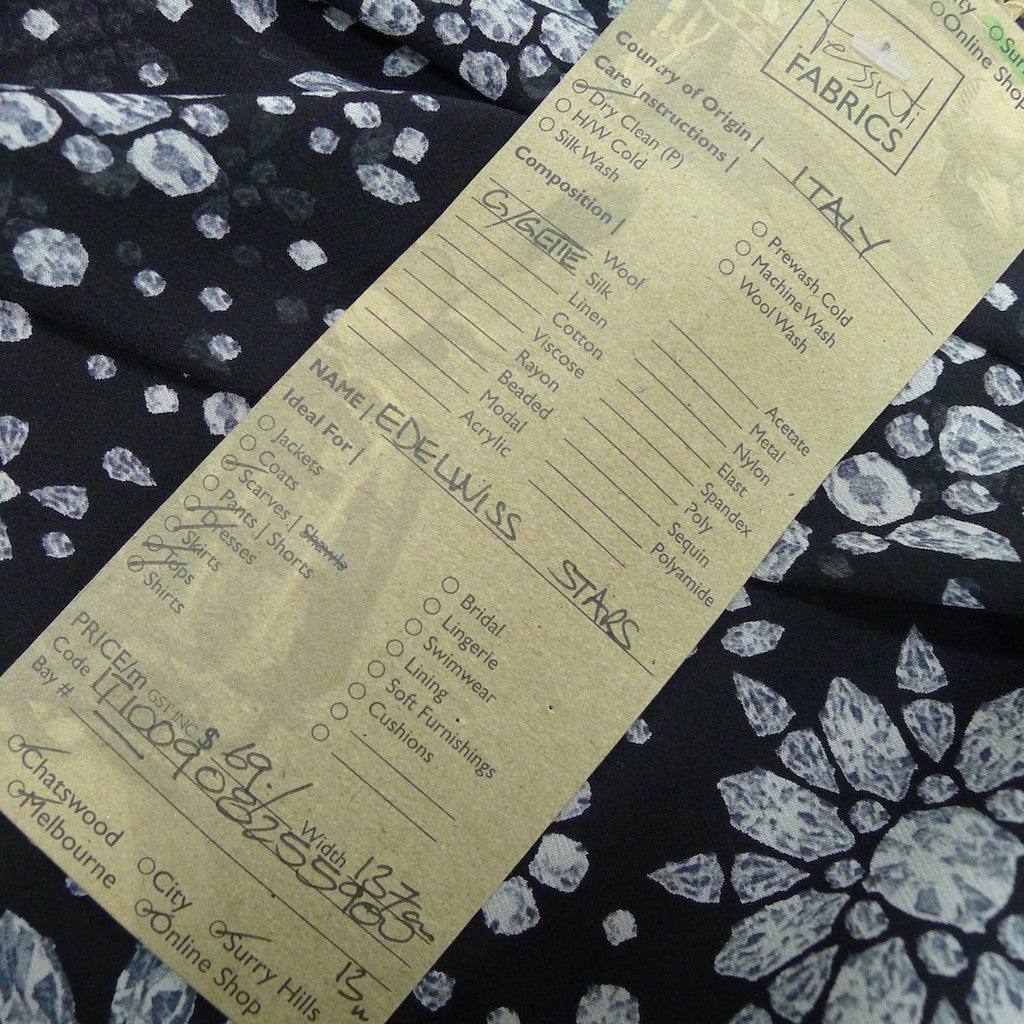 Tessuti
FABRICS
City
Online Shop
Country of Origin | ITALY
Care Instructions |
Dry Clean (P)
H/W Cold
Silk Wash
Prewash Cold
Machine Wash
Wool Wash
Composition |
Wool
G/GETTE Silk
Linen
Cotton
Viscose
Rayon
Beaded
Modal
Acrylic
Acetate
Metal
Nylon
Elast
Spandex
Poly
Sequin
Polyamide
NAME | EDELWISS STARS
Ideal For |
Jackets
Coats
Scarves | Shawls
Pants | Shorts
Dresses
Skirts
Tops
Shirts
Bridal
Lingerie
Swimwear
Lining
Soft Furnishings
Cushions
PRICE/m GST INC $ 69./ Width 137cm
Code
Bay # 13
Chatswood
Melbourne
City
Online Shop
Surry Hills